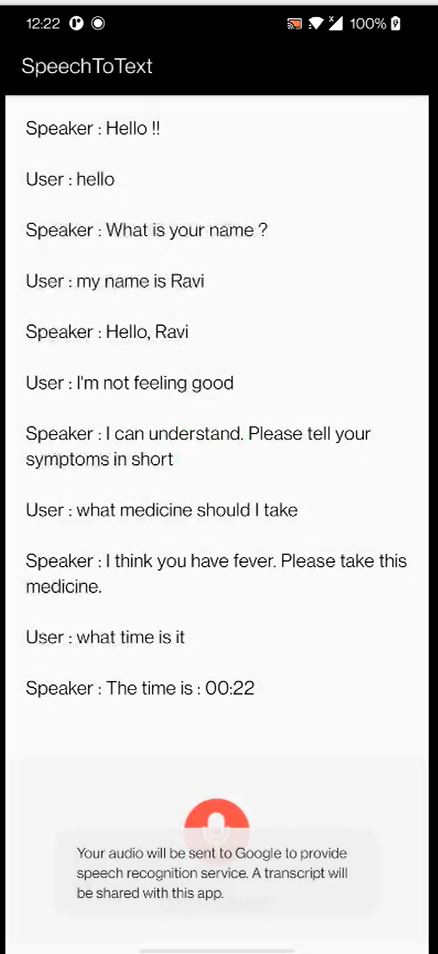 12:22
100%
SpeechToText
Speaker : Hello !!
User : hello
Speaker : What is your name ?
User : my name is Ravi
Speaker : Hello, Ravi
User : I'm not feeling good
Speaker : I can understand. Please tell your
symptoms in short
User : what medicine should I take
Speaker : I think you have fever. Please take this
medicine.
User : what time is it
Speaker : The time is : 00:22
Your audio will be sent to Google to provide
speech recognition service. A transcript will
be shared with this app.